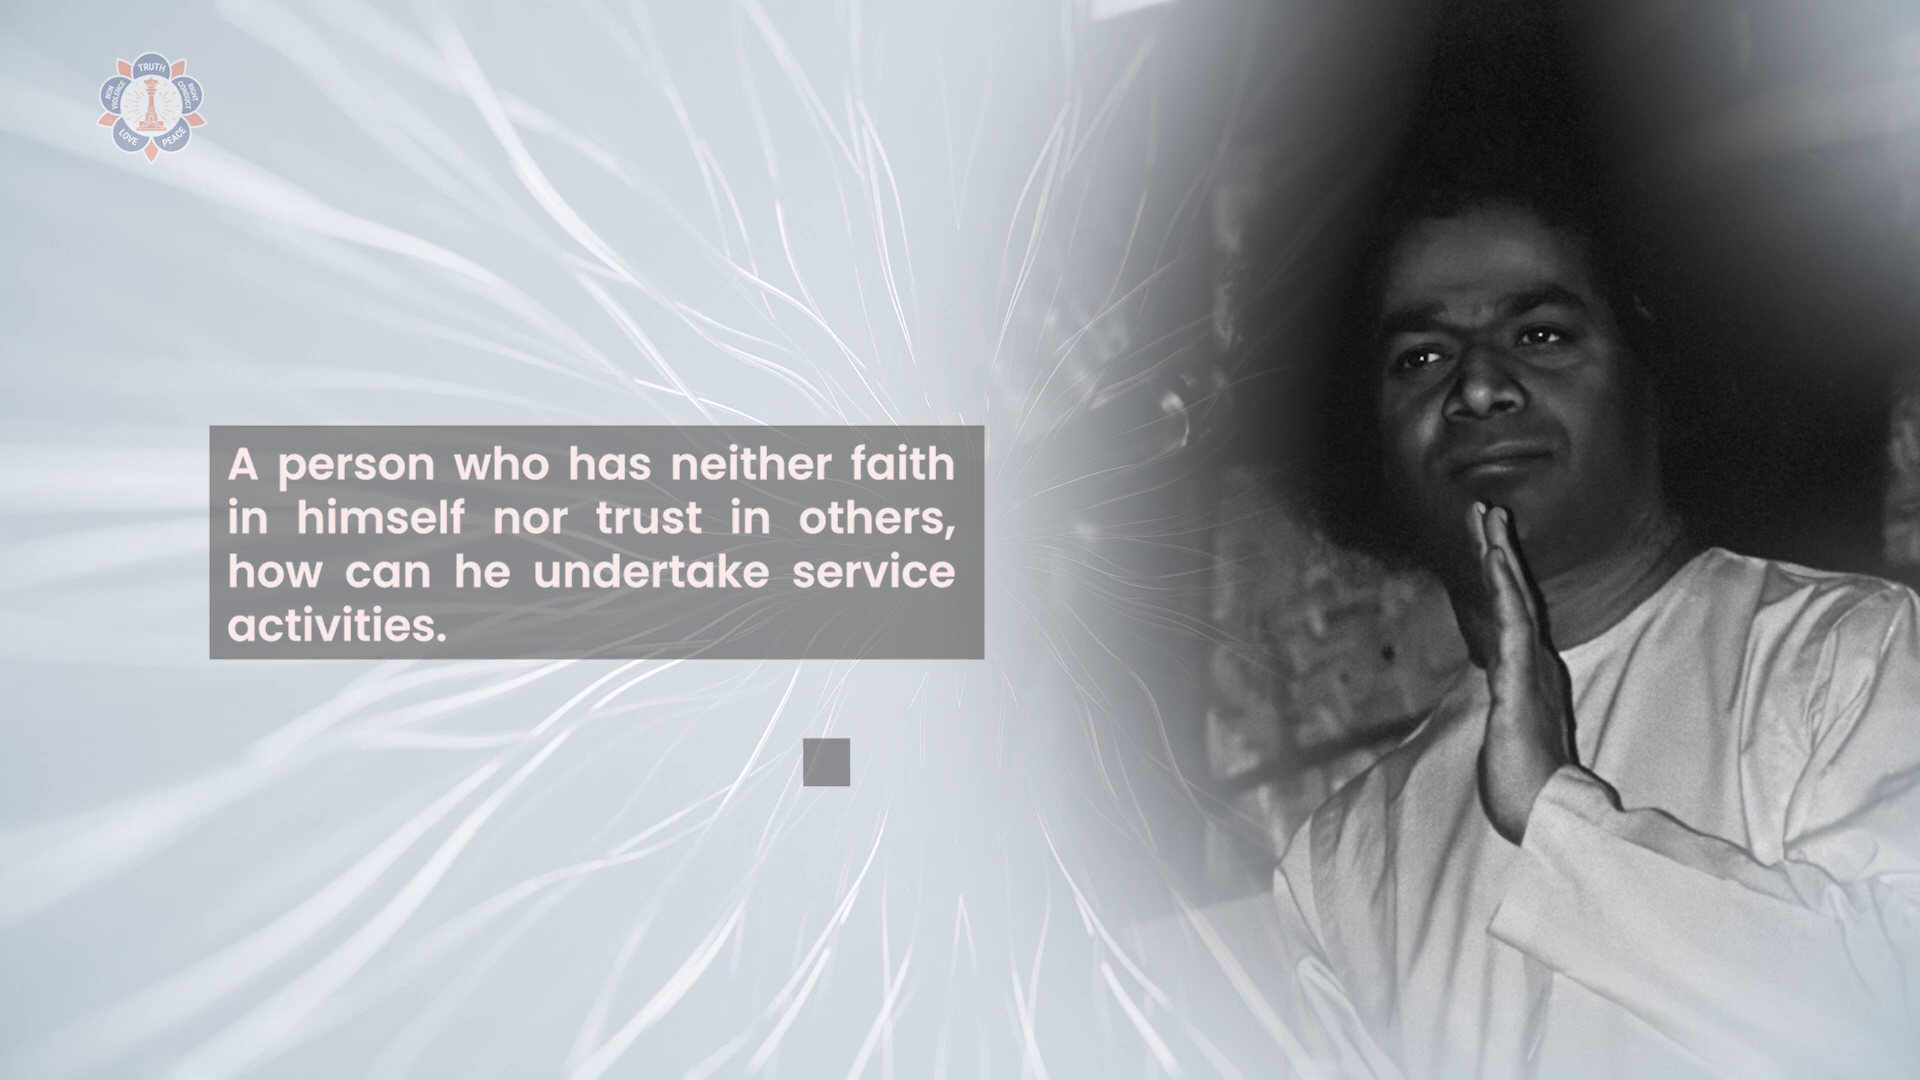 TRUTH
RIGHT CONDUCT
PEACE
LOVE
NON VIOLENCE
A person who has neither faith
in himself nor trust in others,
how can he undertake service
activities.